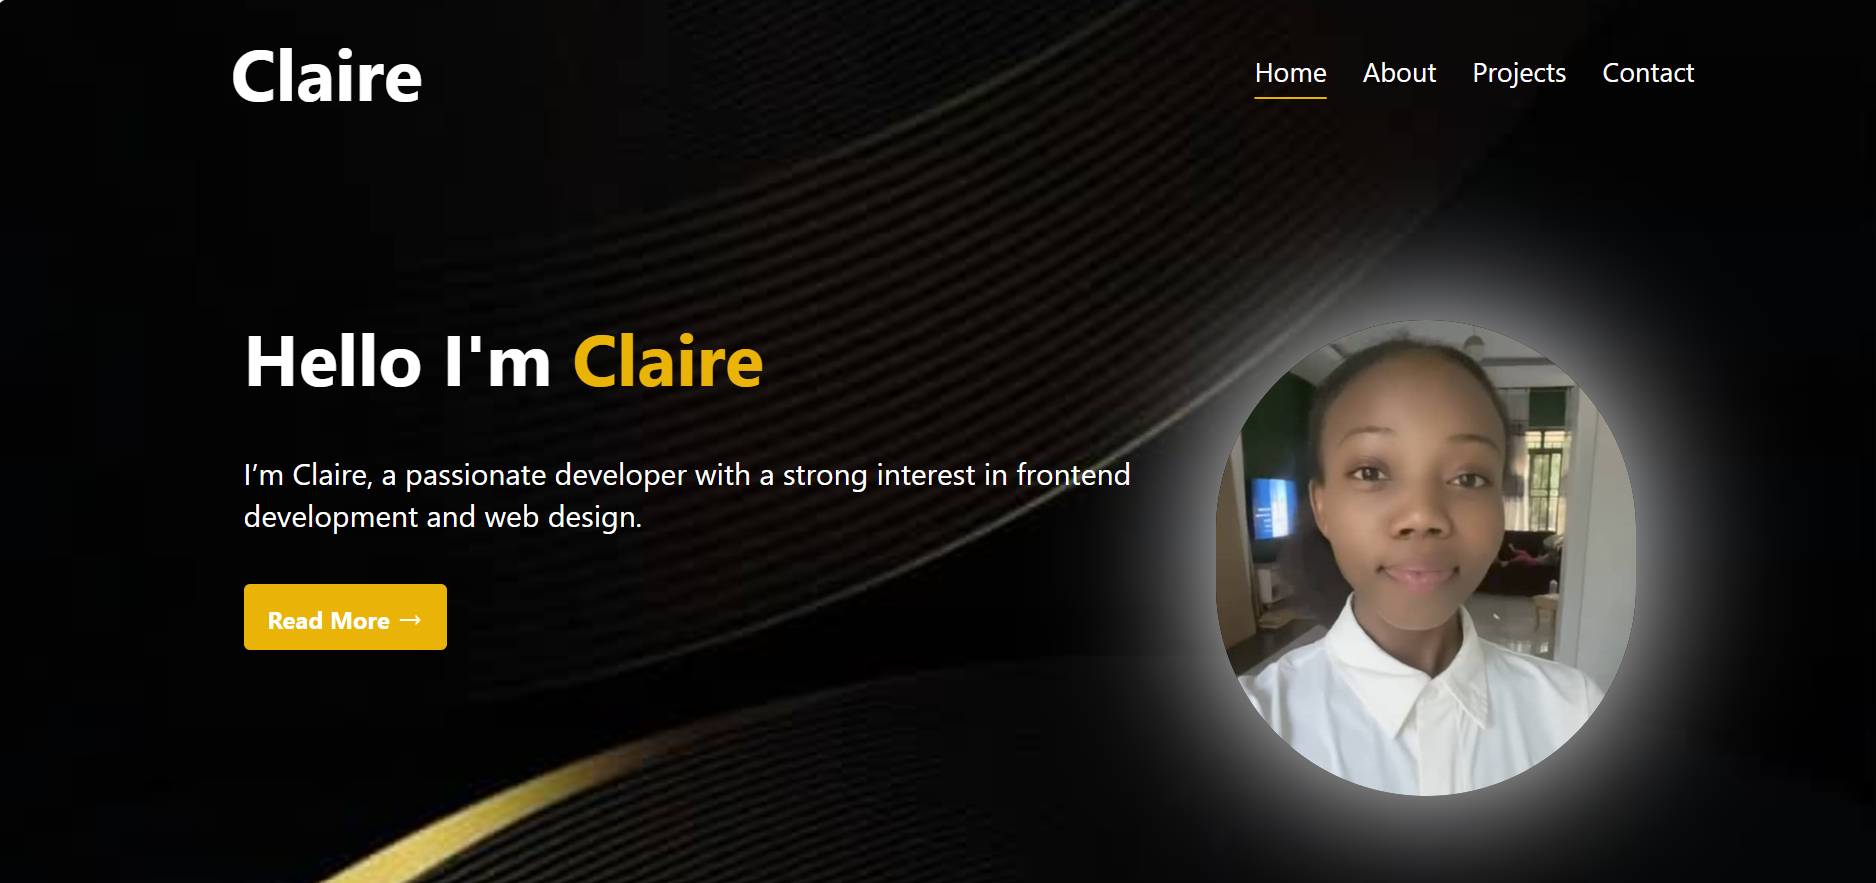 Claire
Home About Projects Contact
Hello I'm Claire
I’m Claire, a passionate developer with a strong interest in frontend
development and web design.
Read More →